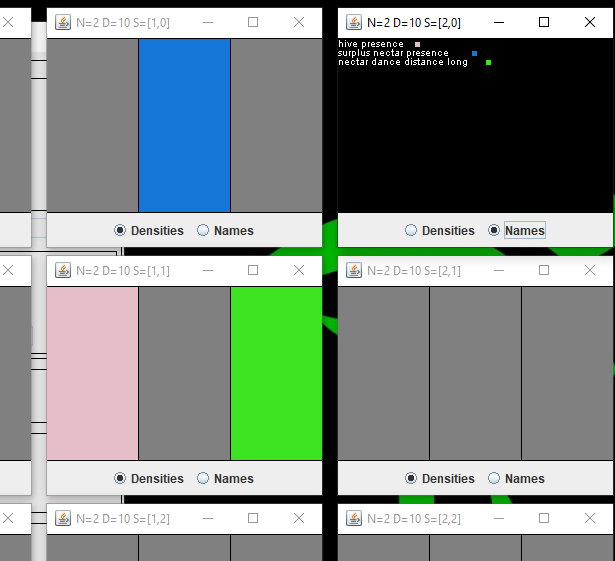 N=2 D=10 S=[1,0]
N=2 D=10 S=[2,0]
hive presence
surplus nectar presence
nectar dance distance long
Densities Names
Densities Names
N=2 D=10 S=[1,1]
N=2 D=10 S=[2,1]
Densities Names
Densities Names
N=2 D=10 S=[1,2]
N=2 D=10 S=[2,2]